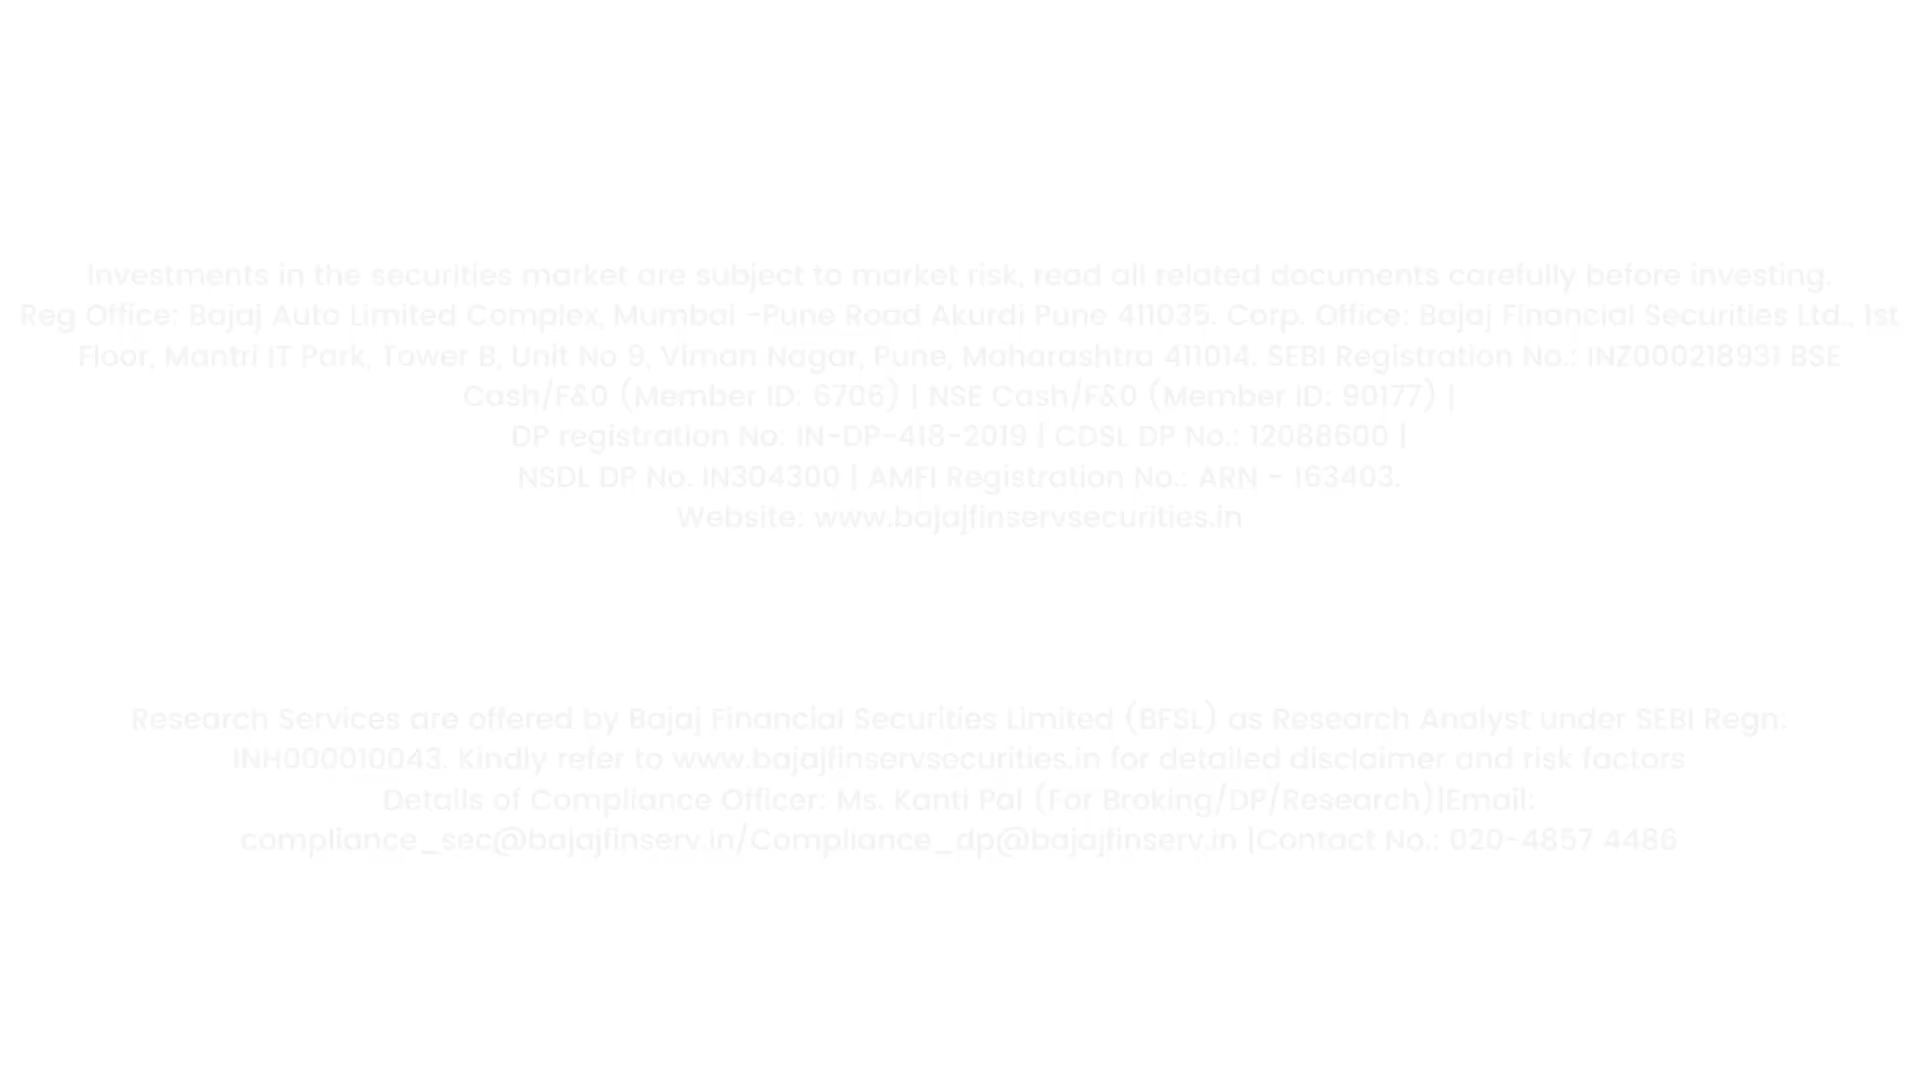 Investments in the securities market are subject to market risk, read all related documents carefully before investing.
Reg Office: Bajaj Auto Limited Complex, Mumbai -Pune Road Akurdi Pune 411035. Corp. Office: Bajaj Financial Securities Ltd., 1st
Floor, Mantri IT Park, Tower B, Unit No 9, Viman Nagar, Pune, Maharashtra 411014. SEBI Registration No.: INZ000218931 BSE
Cash/F&0 (Member ID: 6706) | NSE Cash/F&0 (Member ID: 90177) |
DP registration No: IN-DP-418-2019 | CDSL DP No.: 12088600 |
NSDL DP No. IN304300 | AMFI Registration No.: ARN - 163403.
Website: www.bajajfinservsecurities.in
Research Services are offered by Bajaj Financial Securities Limited (BFSL) as Research Analyst under SEBI Regn:
INH000010043. Kindly refer to www.bajajfinservsecurities.in for detailed disclaimer and risk factors
Details of Compliance Officer: Ms. Kanti Pal (For Broking/DP/Research)|Email:
compliance_sec@bajajfinserv.in/Compliance_dp@bajajfinserv.in |Contact No.: 020-4857 4486